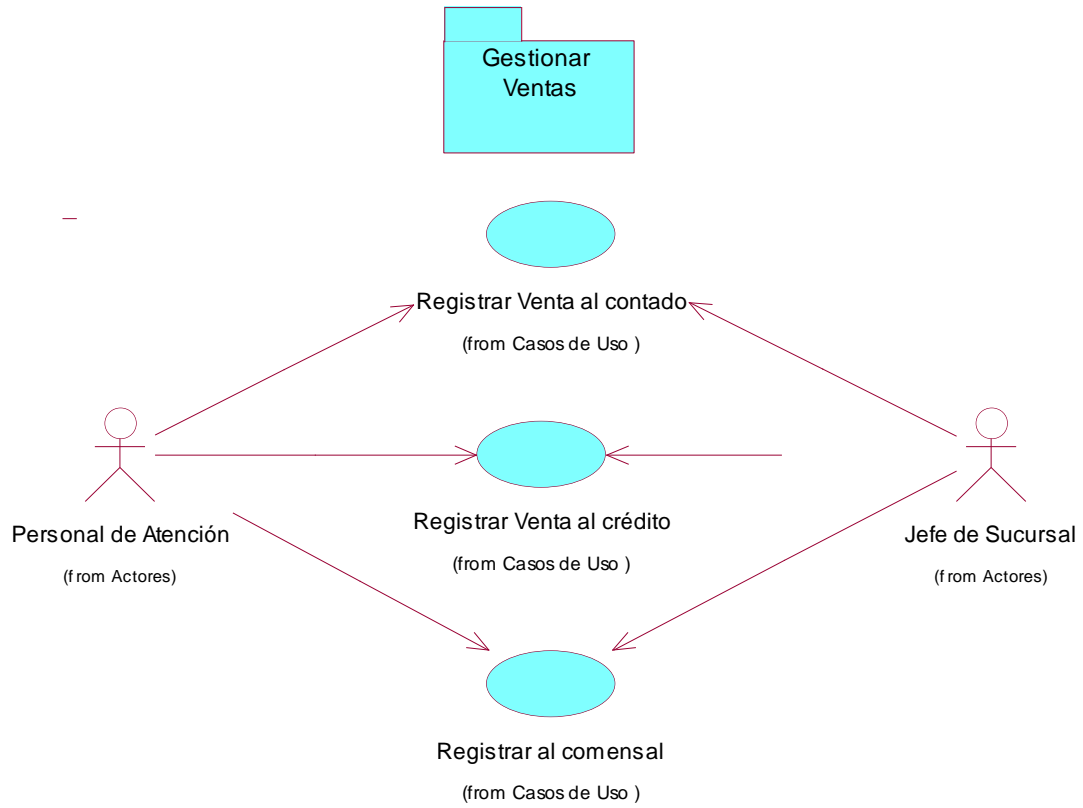 Gestionar
Ventas
Registrar Venta al contado
(from Casos de Uso )
Registrar Venta al crédito
(from Casos de Uso )
Personal de Atención
(from Actores)
Jefe de Sucursal
(from Actores)
Registrar al comensal
(from Casos de Uso )